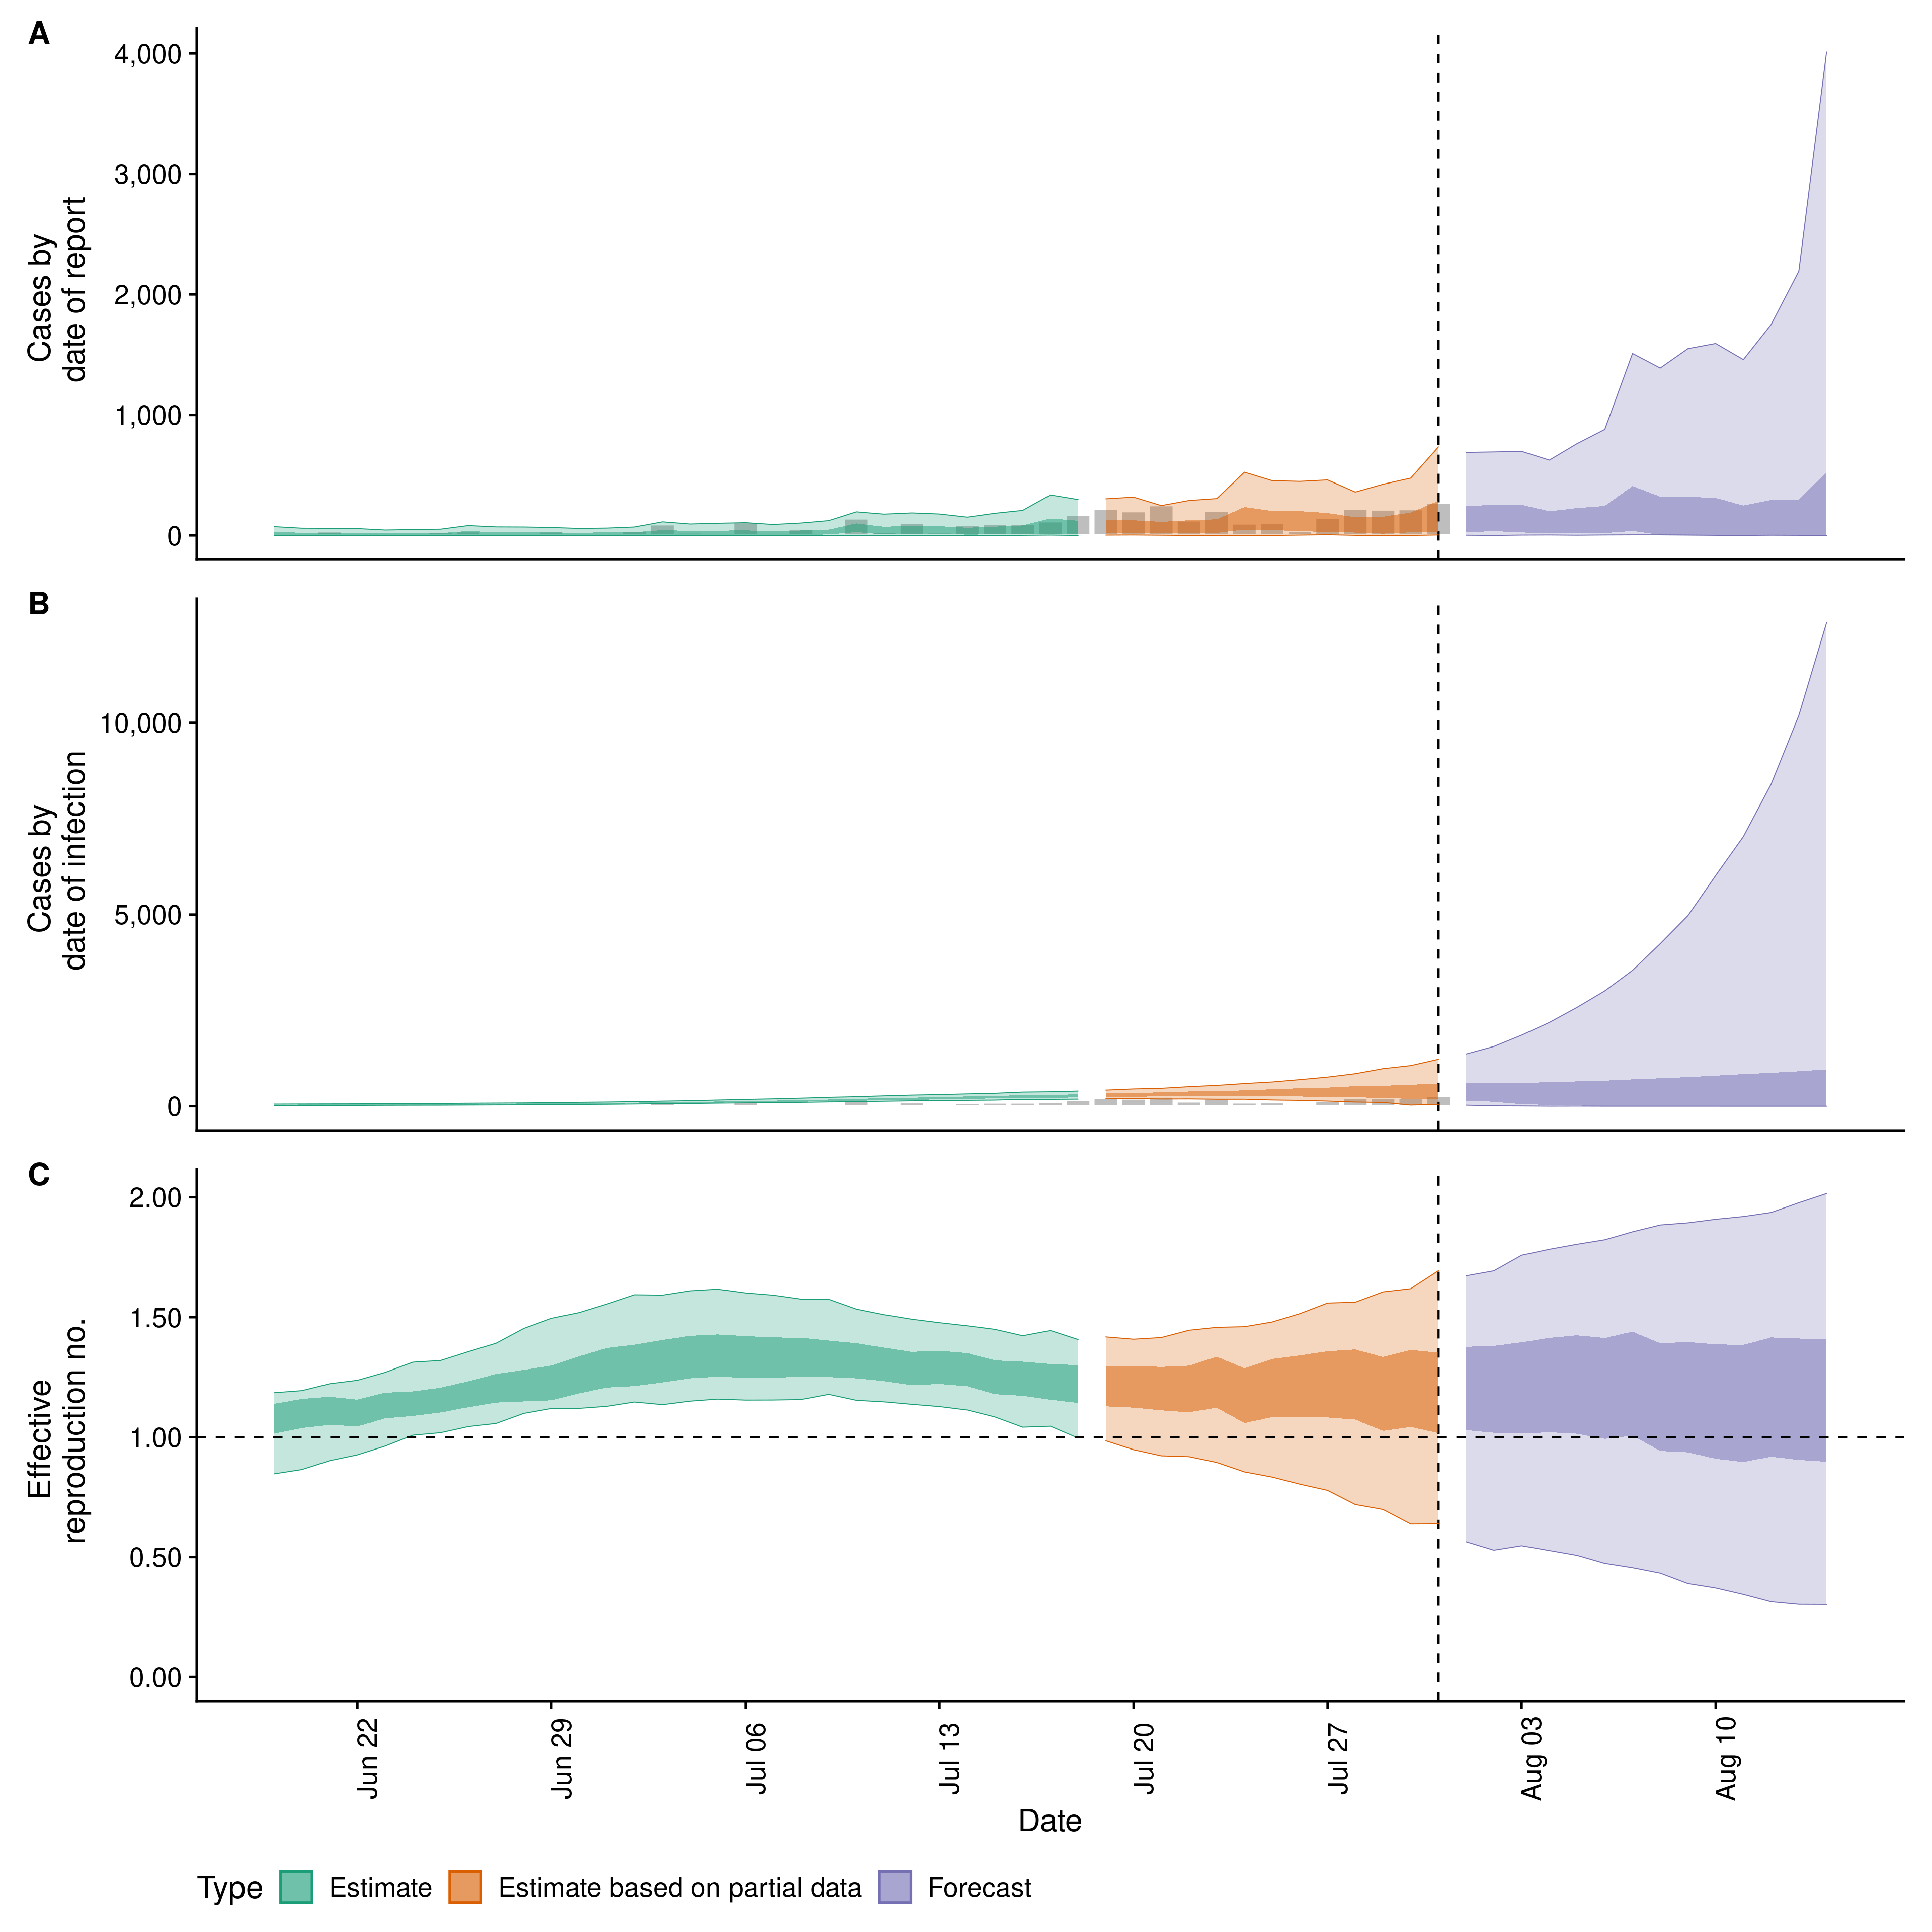 A
4,000
3,000
2,000
1,000
0
Cases by
date of report
B
10,000
5,000
0
Cases by
date of infection
C
2.00
1.50
1.00
0.50
0.00
Effective
reproduction no.
Jun 22
Jun 29
Jul 06
Jul 13
Jul 20
Jul 27
Aug 03
Aug 10
Date
Type Estimate Estimate based on partial data Forecast